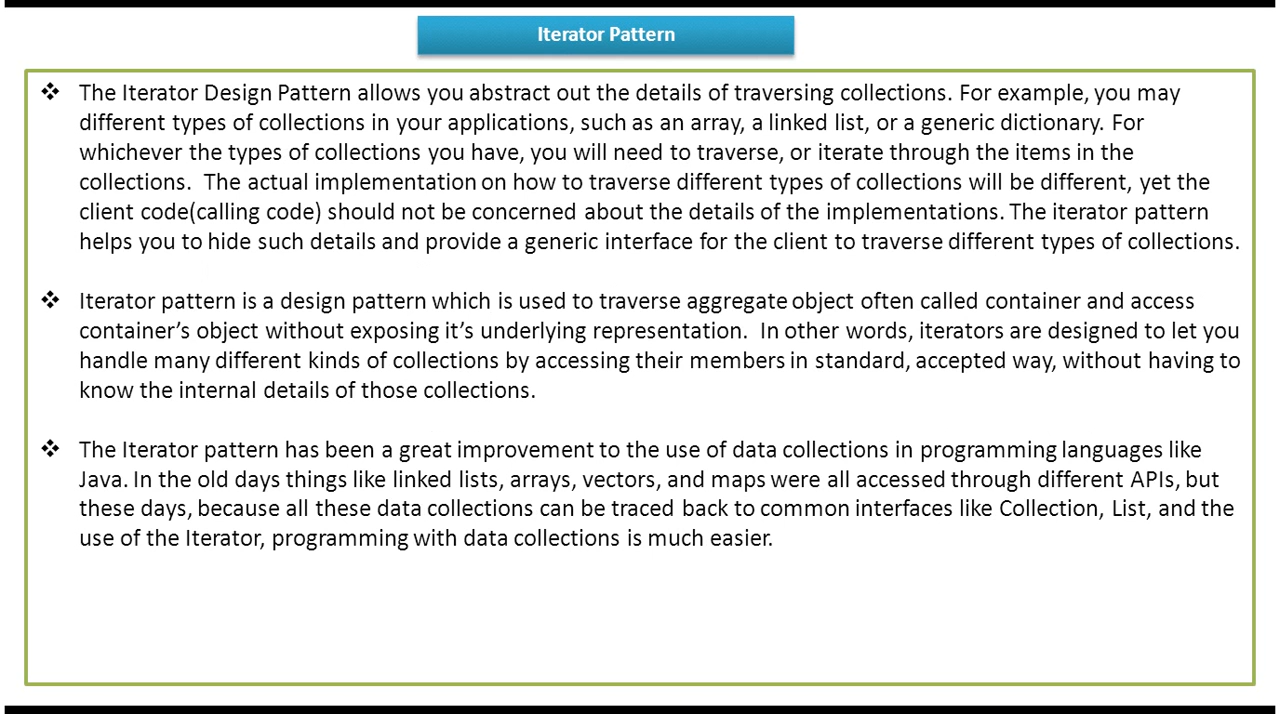 Iterator Pattern
❖ The Iterator Design Pattern allows you abstract out the details of traversing collections. For example, you may
different types of collections in your applications, such as an array, a linked list, or a generic dictionary. For
whichever the types of collections you have, you will need to traverse, or iterate through the items in the
collections.  The actual implementation on how to traverse different types of collections will be different, yet the
client code(calling code) should not be concerned about the details of the implementations. The iterator pattern
helps you to hide such details and provide a generic interface for the client to traverse different types of collections.
❖ Iterator pattern is a design pattern which is used to traverse aggregate object often called container and access
container’s object without exposing it’s underlying representation.  In other words, iterators are designed to let you
handle many different kinds of collections by accessing their members in standard, accepted way, without having to
know the internal details of those collections.
❖ The Iterator pattern has been a great improvement to the use of data collections in programming languages like
Java. In the old days things like linked lists, arrays, vectors, and maps were all accessed through different APIs, but
these days, because all these data collections can be traced back to common interfaces like Collection, List, and the
use of the Iterator, programming with data collections is much easier.